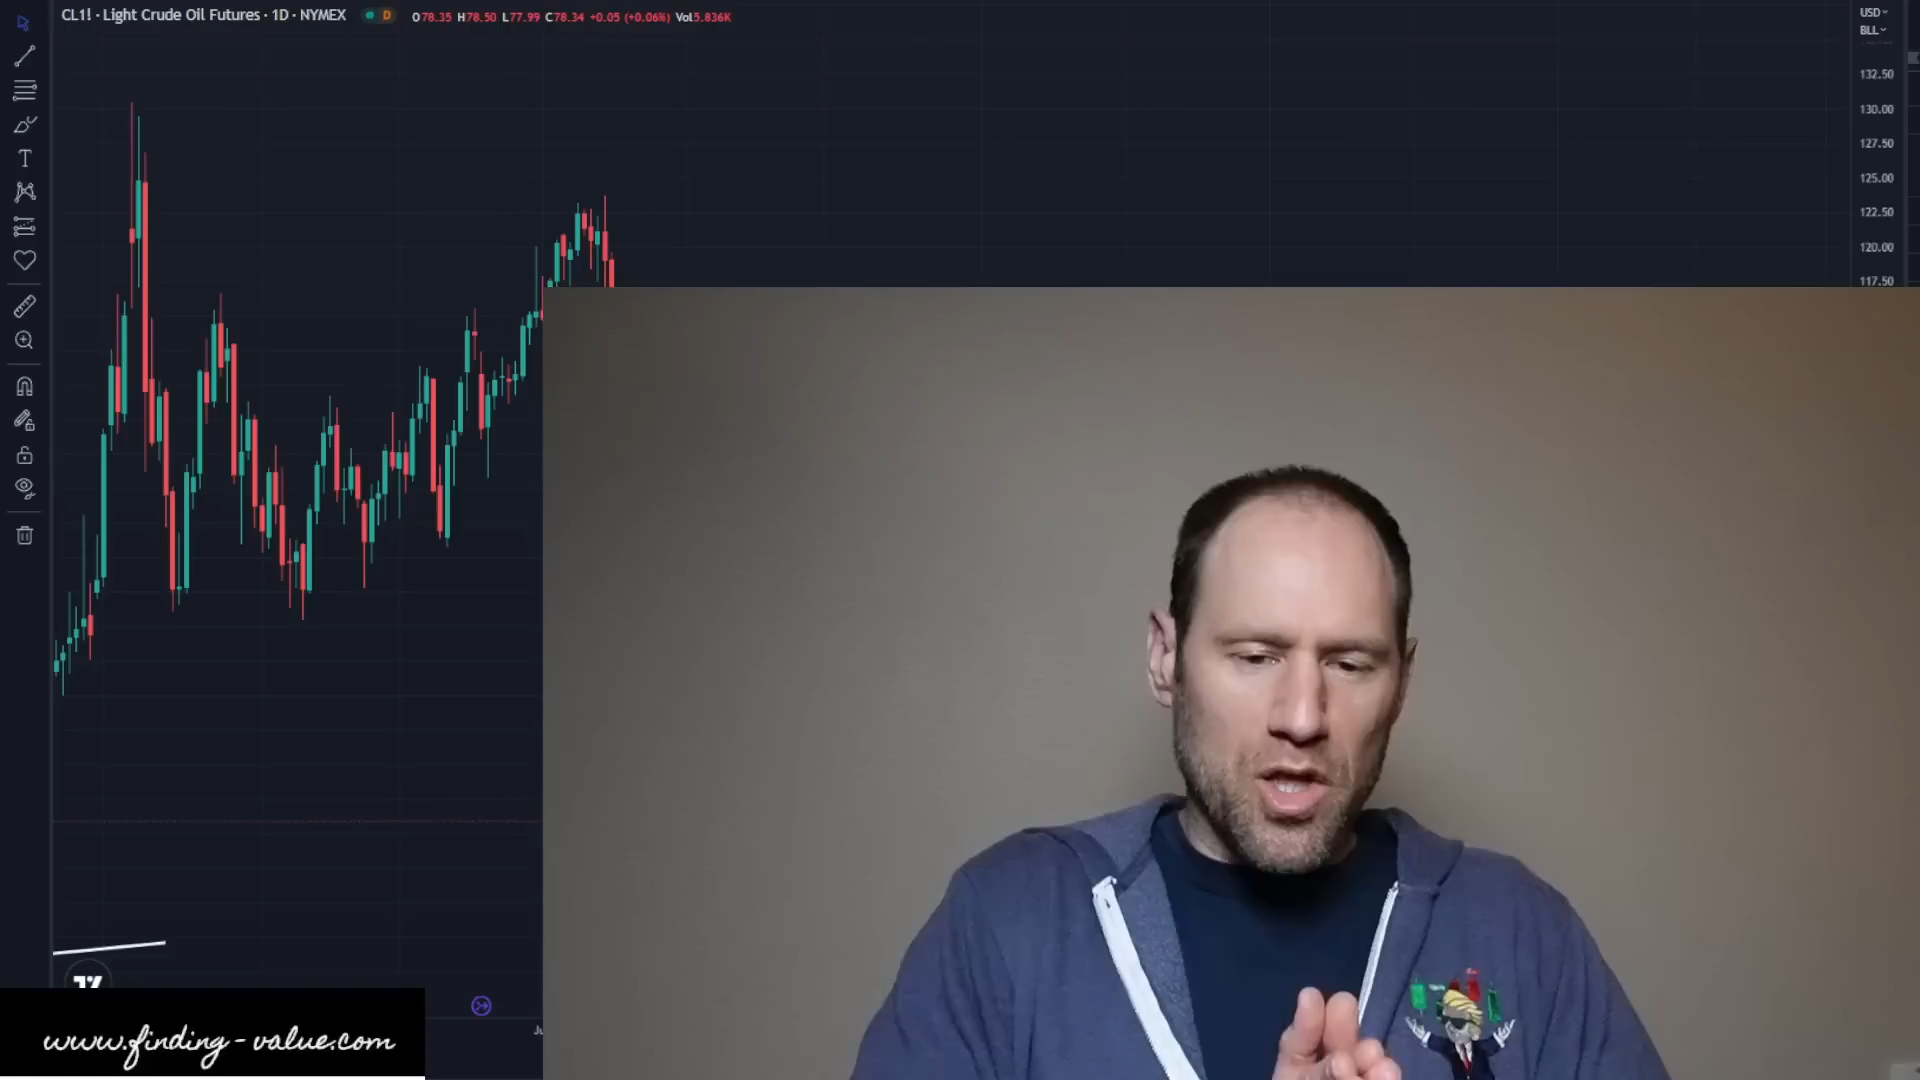 CL1! · Light Crude Oil Futures · 1D · NYMEX D O78.35 H78.50 L77.99 C78.34 +0.05 (+0.06%) Vol5.836K
USD
BLL
132.50
130.00
127.50
125.00
122.50
120.00
117.50
T
Ju
www.finding-value.com